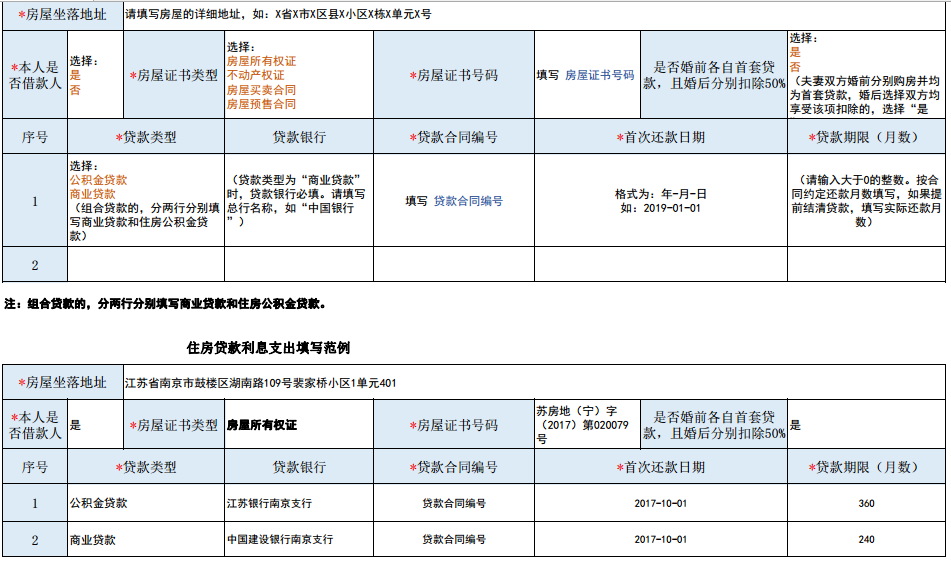 *房屋坐落地址 请填写房屋的详细地址，如：X省X市X区县X小区X栋X单元X号
*本人是
否借款人
选择：
是
否
*房屋证书类型
选择：
房屋所有权证
不动产权证
房屋买卖合同
房屋预售合同
*房屋证书号码
填写 房屋证书号码
是否婚前各自首套贷
款，且婚后分别扣除50%
选择：
是
否
（夫妻双方婚前分别购房并均
为首套贷款，婚后选择双方均
享受该项扣除的，选择“是
序号 *贷款类型 贷款银行 *贷款合同编号 *首次还款日期 *贷款期限（月数）
1
选择：
公积金贷款
商业贷款
（组合贷款的，分两行分别填
写商业贷款和住房公积金贷
款）
（贷款类型为“商业贷款”
时，贷款银行必填。请填写
总行名称，如“中国银行
”）
填写 贷款合同编号
格式为：年-月-日
如：2019-01-01
（请输入大于0的整数。按合
同约定还款月数填写，如果提
前结清贷款，填写实际还款月
数）
2
注：组合贷款的，分两行分别填写商业贷款和住房公积金贷款。
住房贷款利息支出填写范例
*房屋坐落地址 江苏省南京市鼓楼区湖南路109号裴家桥小区1单元401
*本人是
否借款人
是
*房屋证书类型
房屋所有权证
*房屋证书号码
苏房地（宁）字
（2017）第020079
号
是否婚前各自首套贷
款，且婚后分别扣除50%
是
序号 *贷款类型 贷款银行 *贷款合同编号 *首次还款日期 *贷款期限（月数）
1 公积金贷款 江苏银行南京支行 贷款合同编号 2017-10-01 360
2 商业贷款 中国建设银行南京支行 贷款合同编号 2017-10-01 240